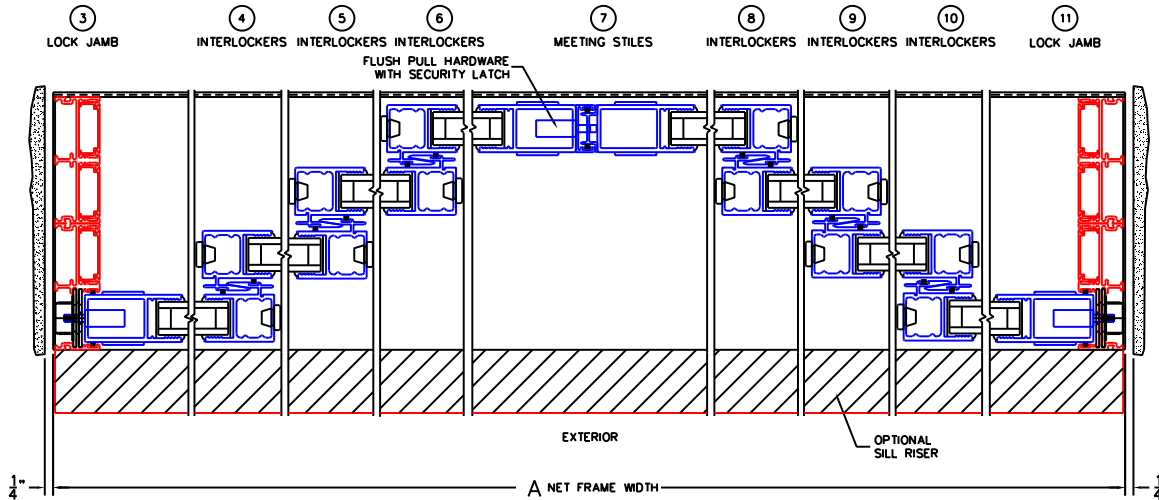 3 4 5 6 7 8 9 10 11
LOCK JAMB INTERLOCKERS INTERLOCKERS INTERLOCKERS MEETING STILES INTERLOCKERS INTERLOCKERS INTERLOCKERS LOCK JAMB
FLUSH PULL HARDWARE
WITH SECURITY LATCH
EXTERIOR
OPTIONAL
SILL RISER
1/4" A NET FRAME WIDTH 1/4